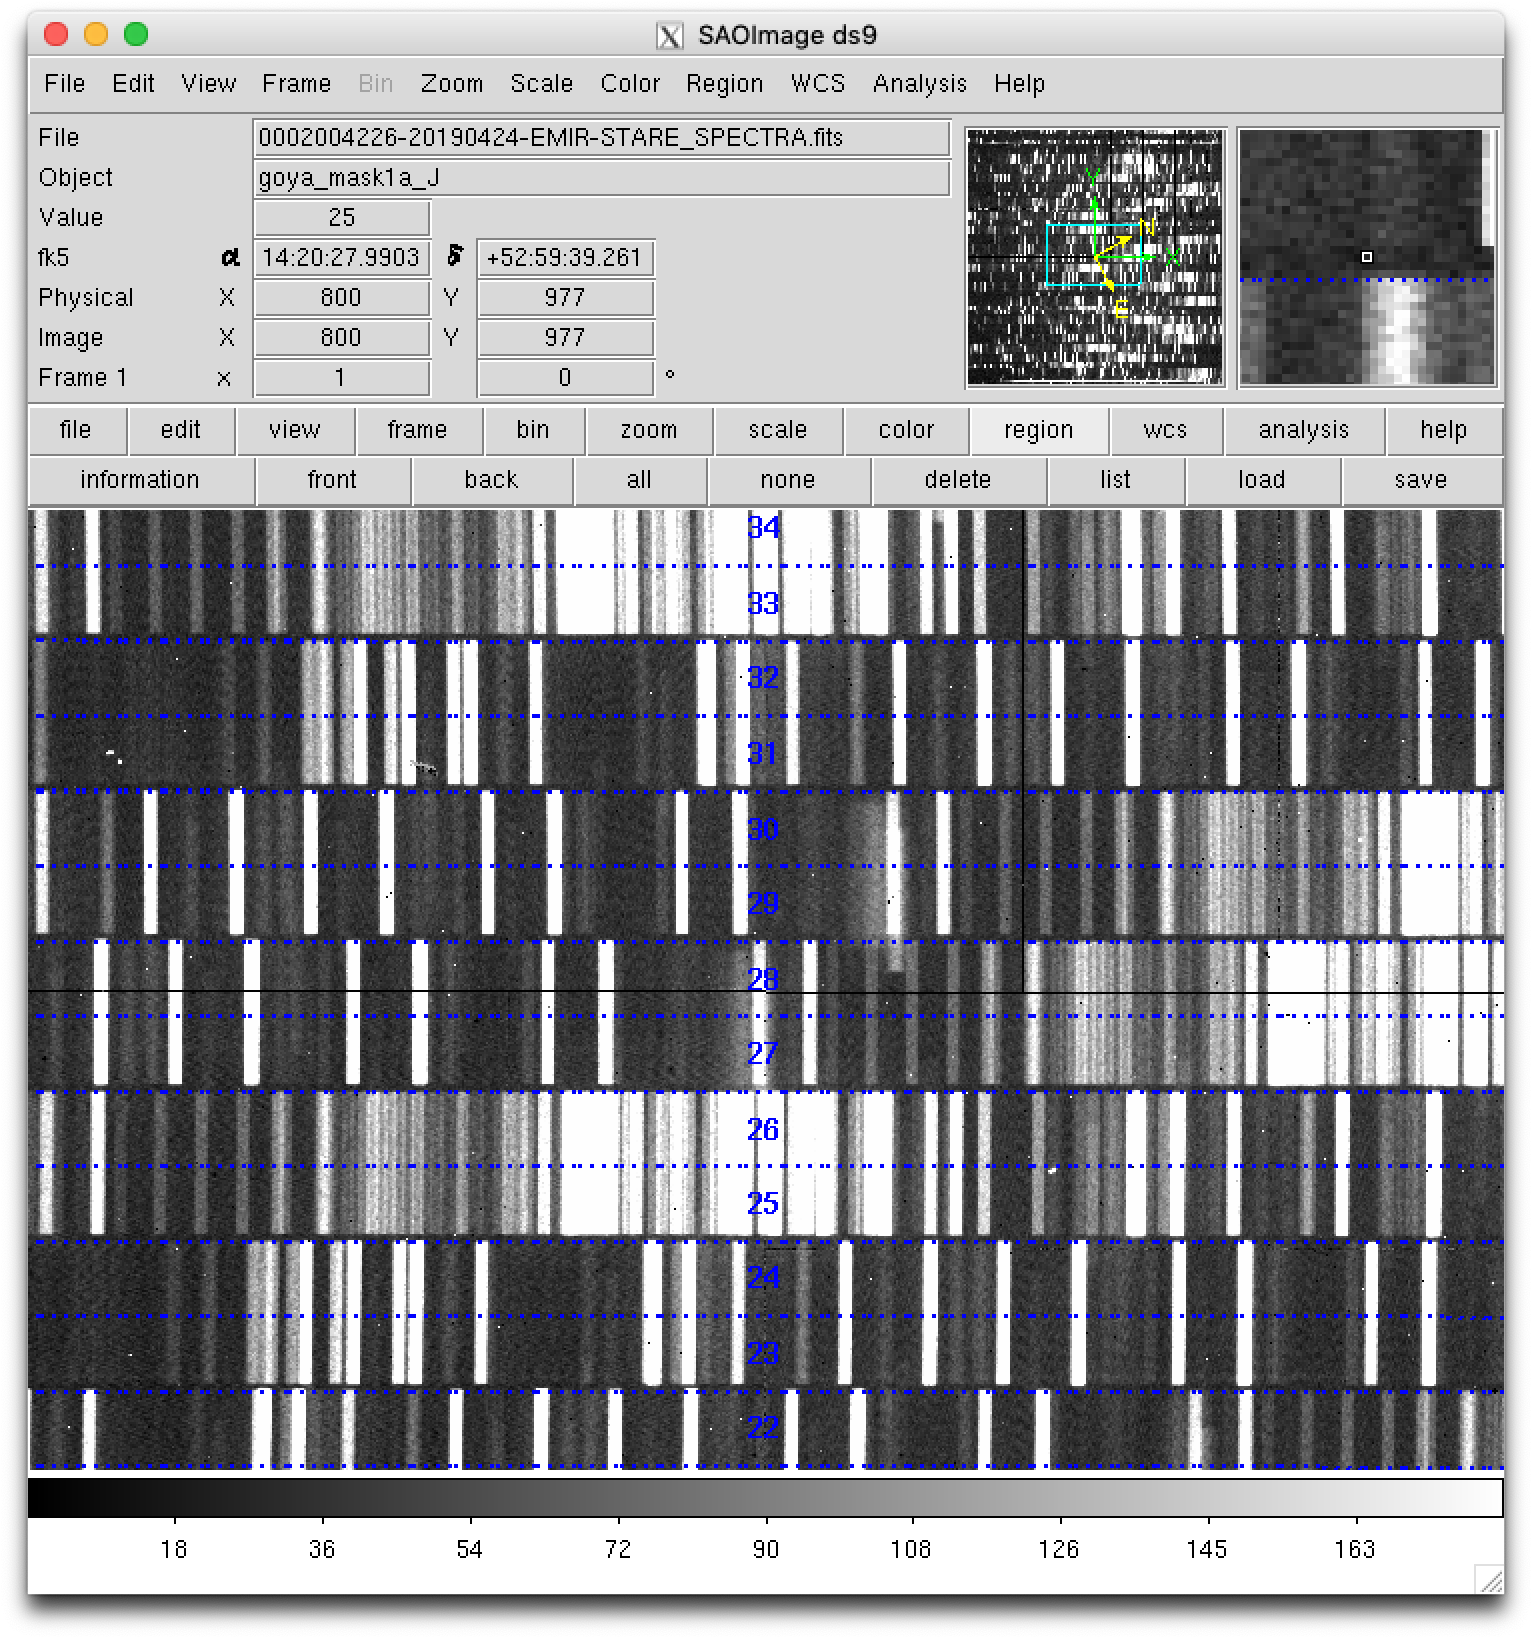 SAOImage ds9
File Edit View Frame Bin Zoom Scale Color Region WCS Analysis Help
File 0002004226-20190424-EMIR-STARE_SPECTRA.fits
Object goya_mask1a_J
Value 25
fk5 α 14:20:27.9903 δ +52:59:39.261
Physical X 800 Y 977
Image X 800 Y 977
Frame 1 x 1 0 °
Y
N
X
E
file edit view frame bin zoom scale color region wcs analysis help
information front back all none delete list load save
34
33
32
31
30
29
28
27
26
25
24
23
22
18 36 54 72 90 108 126 145 163